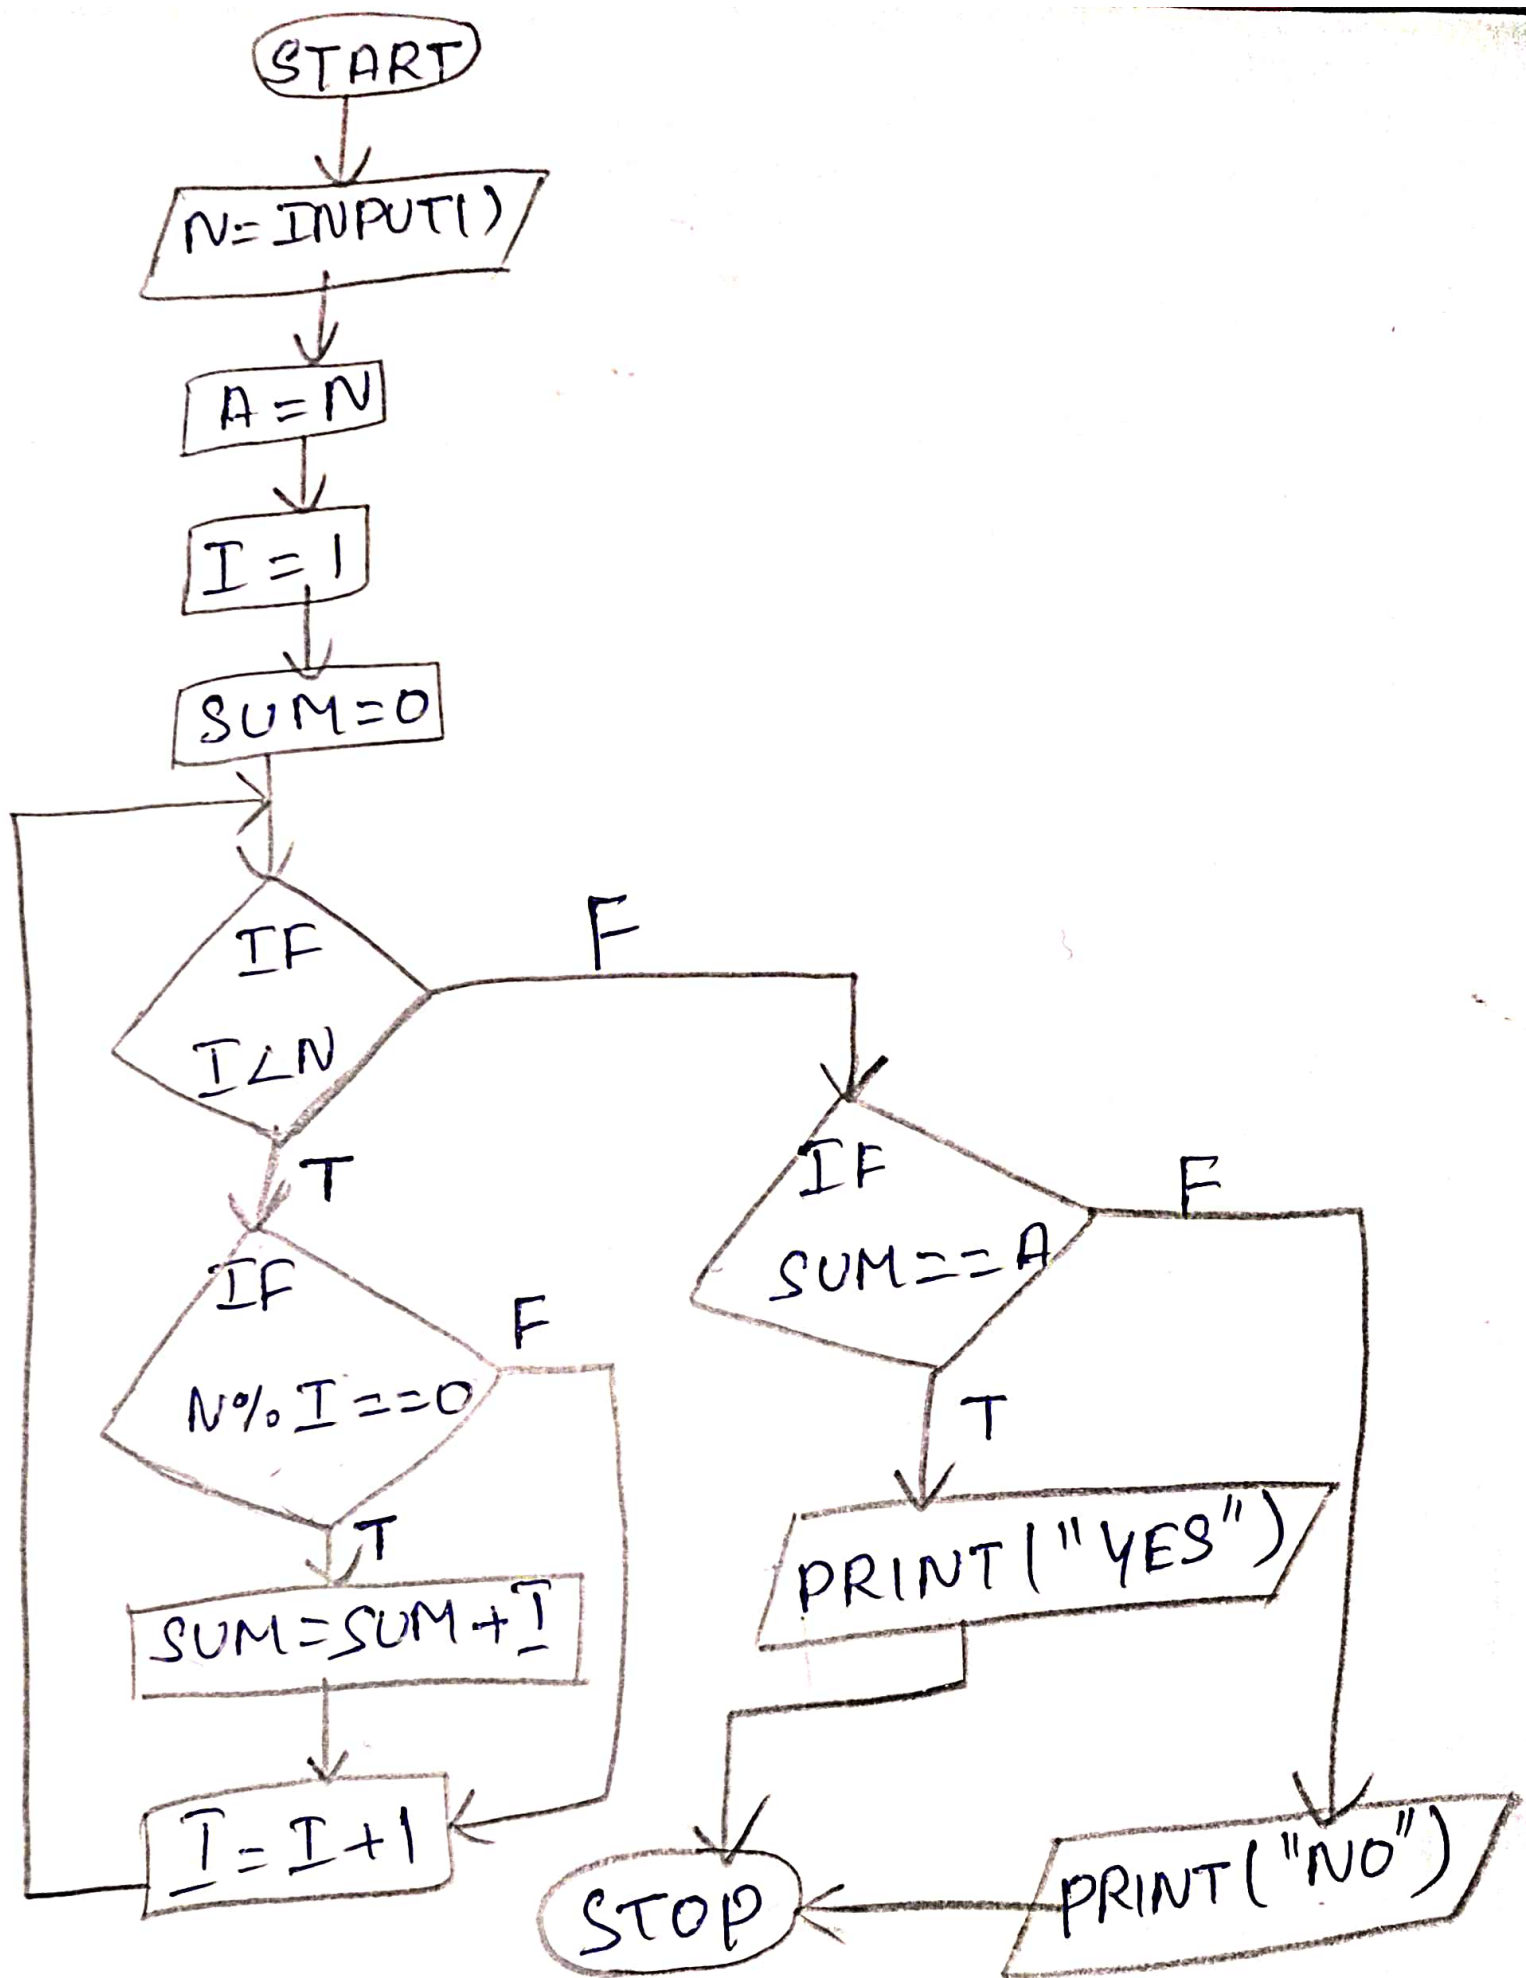 START
N=INPUT()
A=N
I=1
SUM=0
IF
I<N
F
T
IF
N%I==0
F
T
SUM=SUM+I
I=I+1
IF
SUM==A
F
T
PRINT("YES")
PRINT("NO")
STOP